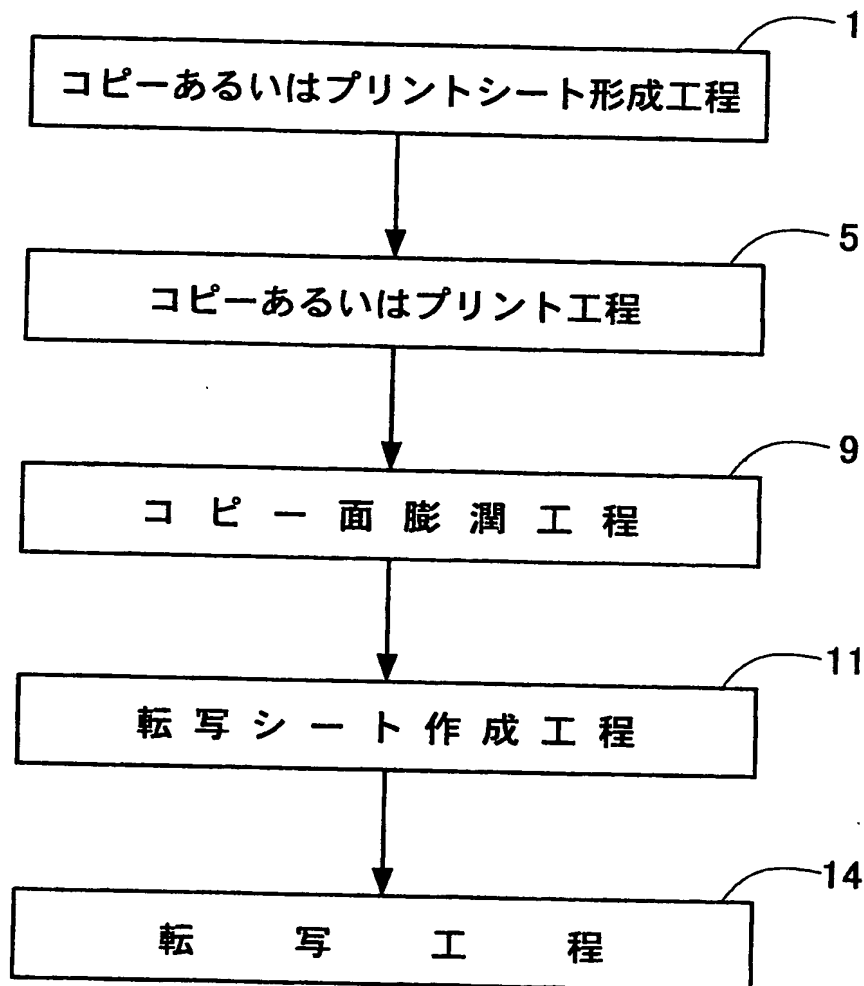 1
コピーあるいはプリントシート形成工程
5
コピーあるいはプリント工程
9
コピー面膨潤工程
11
転写シート作成工程
14
転写工程